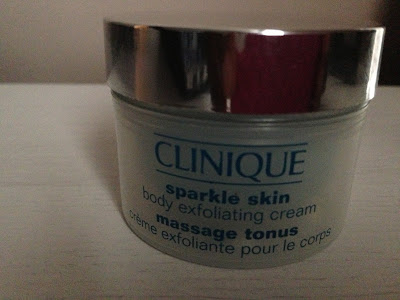 CLINIQUE
sparkle skin
body exfoliating cream
massage tonus
crème exfoliante pour le corps